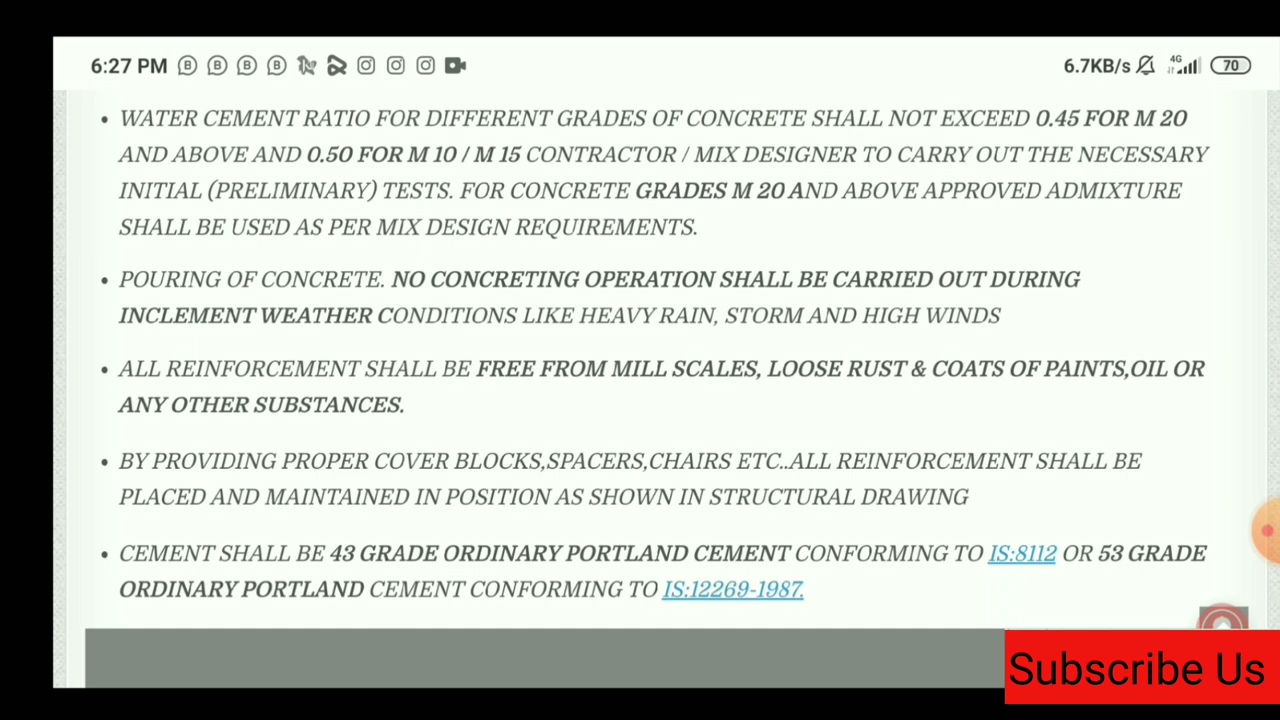 6:27 PM
6.7KB/s 4G 70
• WATER CEMENT RATIO FOR DIFFERENT GRADES OF CONCRETE SHALL NOT EXCEED 0.45 FOR M 20
AND ABOVE AND 0.50 FOR M 10 / M 15 CONTRACTOR / MIX DESIGNER TO CARRY OUT THE NECESSARY
INITIAL (PRELIMINARY) TESTS. FOR CONCRETE GRADES M 20 AND ABOVE APPROVED ADMIXTURE
SHALL BE USED AS PER MIX DESIGN REQUIREMENTS.
• POURING OF CONCRETE. NO CONCRETING OPERATION SHALL BE CARRIED OUT DURING
INCLEMENT WEATHER CONDITIONS LIKE HEAVY RAIN, STORM AND HIGH WINDS
• ALL REINFORCEMENT SHALL BE FREE FROM MILL SCALES, LOOSE RUST & COATS OF PAINTS,OIL OR
ANY OTHER SUBSTANCES.
• BY PROVIDING PROPER COVER BLOCKS,SPACERS,CHAIRS ETC..ALL REINFORCEMENT SHALL BE
PLACED AND MAINTAINED IN POSITION AS SHOWN IN STRUCTURAL DRAWING
• CEMENT SHALL BE 43 GRADE ORDINARY PORTLAND CEMENT CONFORMING TO IS:8112 OR 53 GRADE
ORDINARY PORTLAND CEMENT CONFORMING TO IS:12269-1987.
Subscribe Us